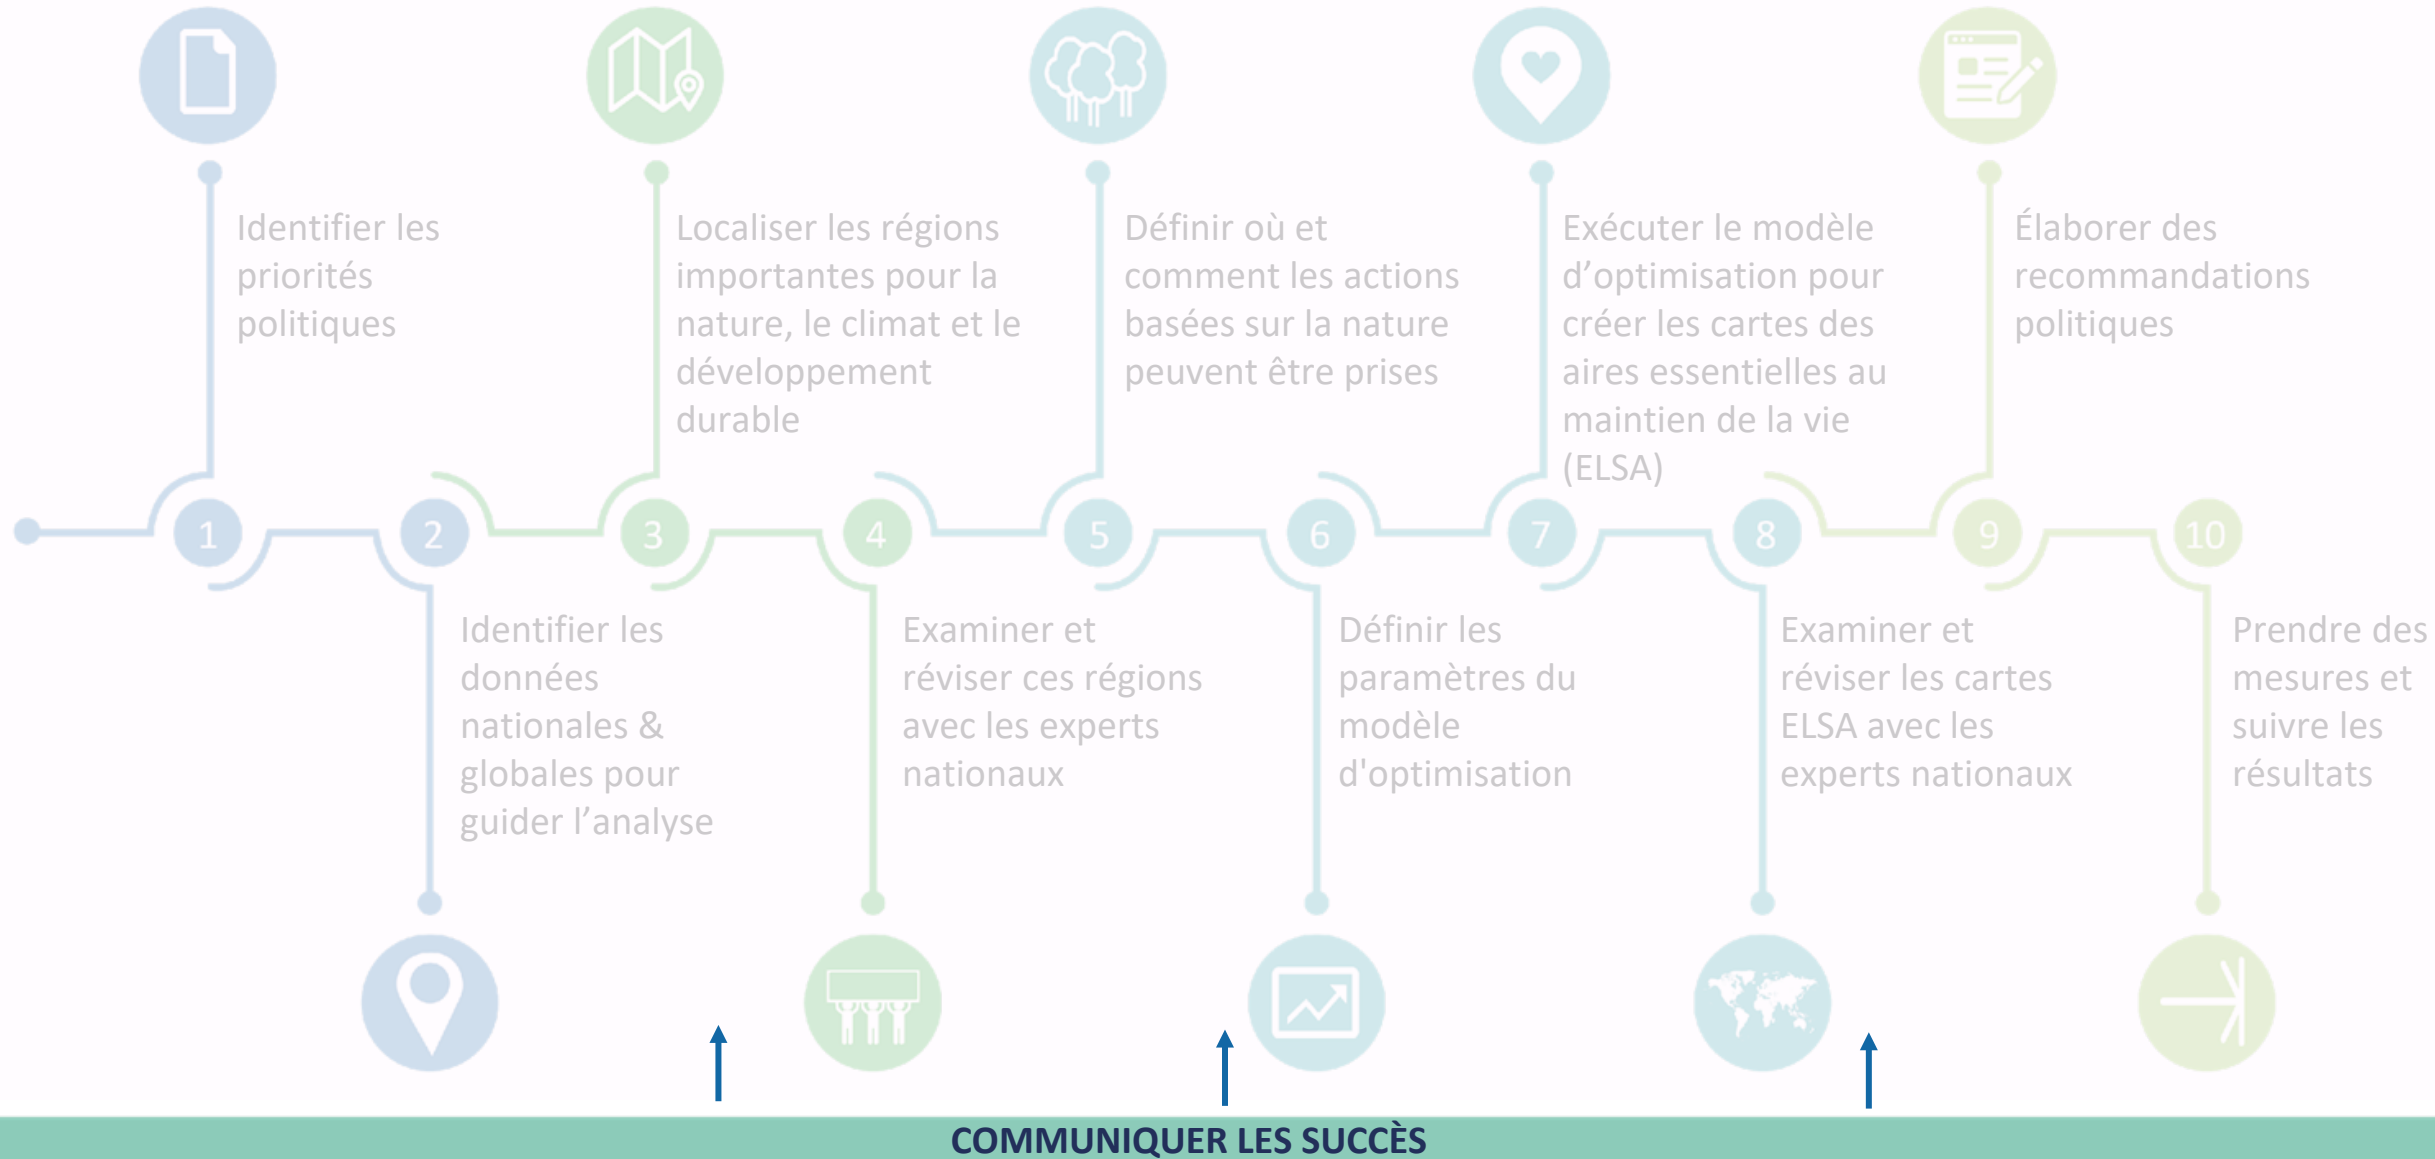 Identifier les
priorités
politiques
Localiser les régions
importantes pour la
nature, le climat et le
développement
durable
Définir où et
comment les actions
basées sur la nature
peuvent être prises
Exécuter le modèle
d’optimisation pour
créer les cartes des
aires essentielles au
maintien de la vie
(ELSA)
Élaborer des
recommandations
politiques
1
2
3
4
5
6
7
8
9
10
Identifier les
données
nationales &
globales pour
guider l’analyse
Examiner et
réviser ces régions
avec les experts
nationaux
Définir les
paramètres du
modèle
d'optimisation
Examiner et
réviser les cartes
ELSA avec les
experts nationaux
Prendre des
mesures et
suivre les
résultats
COMMUNIQUER LES SUCCÈS